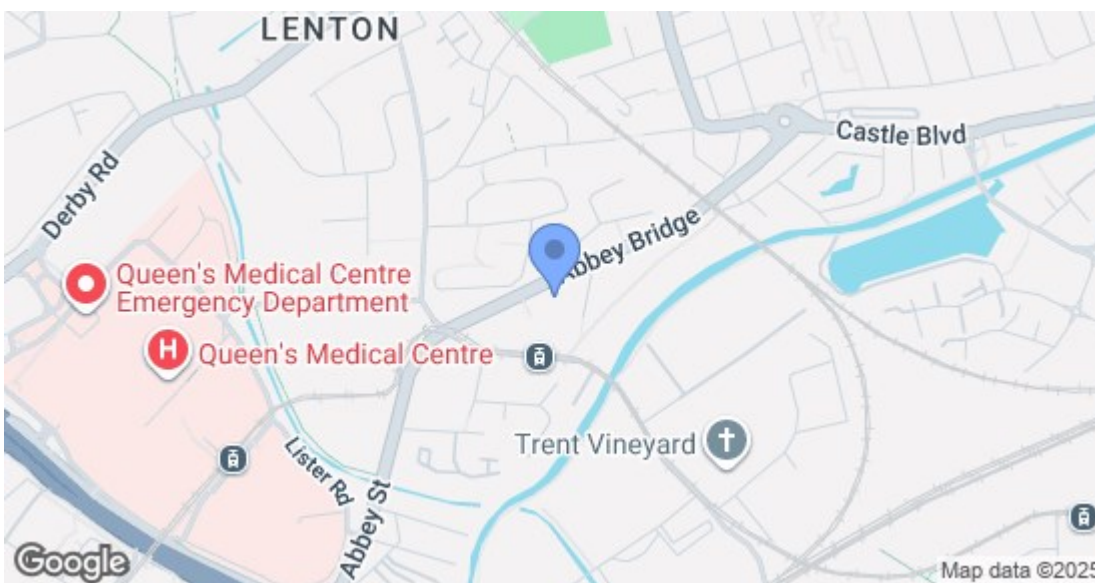 LENTON
Castle Blvd
Derby Rd
Abbey Bridge
Queen's Medical Centre
Emergency Department
H
Queen's Medical Centre
Trent Vineyard
Lister Rd
Abbey St
Google
Map data ©2025